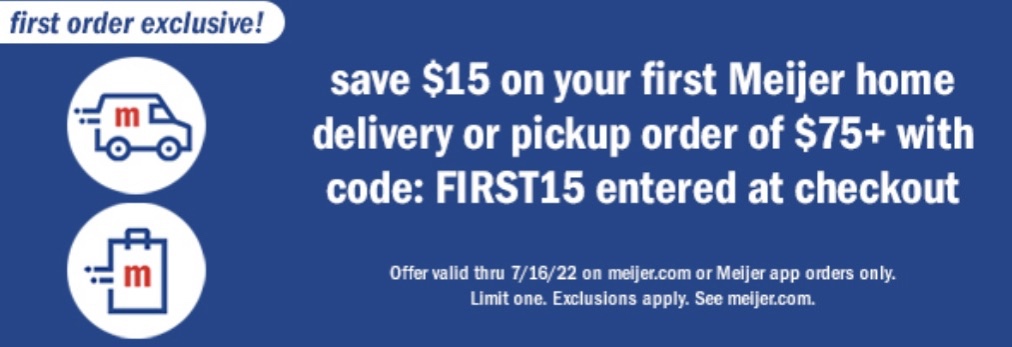 first order exclusive!
m
save $15 on your first Meijer home
delivery or pickup order of $75+ with
code: FIRST15 entered at checkout
m
Offer valid thru 7/16/22 on meijer.com or Meijer app orders only.
Limit one. Exclusions apply. See meijer.com.